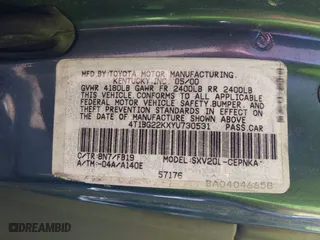 MFD.BY TOYOTA MOTOR MANUFACTURING,
KENTUCKY INC. 05/00
GVWR 4180LB GAWR FR 2400LB RR 2400LB
THIS VEHICLE CONFORMS TO ALL APPLICABLE
FEDERAL MOTOR VEHICLE SAFETY, BUMPER, AND
THEFT PREVENTION STANDARDS IN EFFECT ON
THE DATE OF MANUFACTURE SHOWN ABOVE.
4T1BG22KXYU730531 PASS.CAR
C/TR 8N7/FB19 MODEL SXV20L-CEPNKA
A/TM -04A/A140E
57176
BA0404665B
DREAMBID.COM